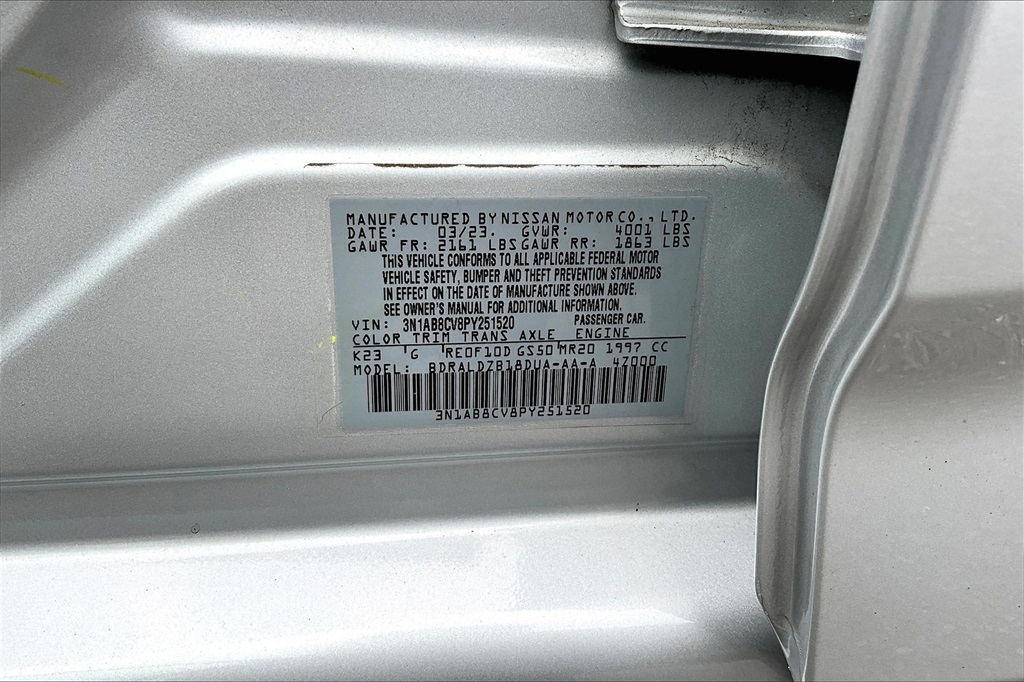 MANUFACTURED BY NISSAN MOTOR CO., LTD.
DATE: 03/23. GVWR: 4001 LBS
GAWR FR: 2161 LBS GAWR RR: 1863 LBS
THIS VEHICLE CONFORMS TO ALL APPLICABLE FEDERAL MOTOR
VEHICLE SAFETY, BUMPER AND THEFT PREVENTION STANDARDS
IN EFFECT ON THE DATE OF MANUFACTURE SHOWN ABOVE.
SEE OWNER'S MANUAL FOR ADDITIONAL INFORMATION.
VIN: 3N1AB8CV8PY251520 PASSENGER CAR.
COLOR TRIM TRANS AXLE ENGINE
K23 'G RE0F10D GS50 MR20 1997 CC
MODEL: BDRALDZB18DUA-AA-A 47000
3N1AB8CV8PY251520